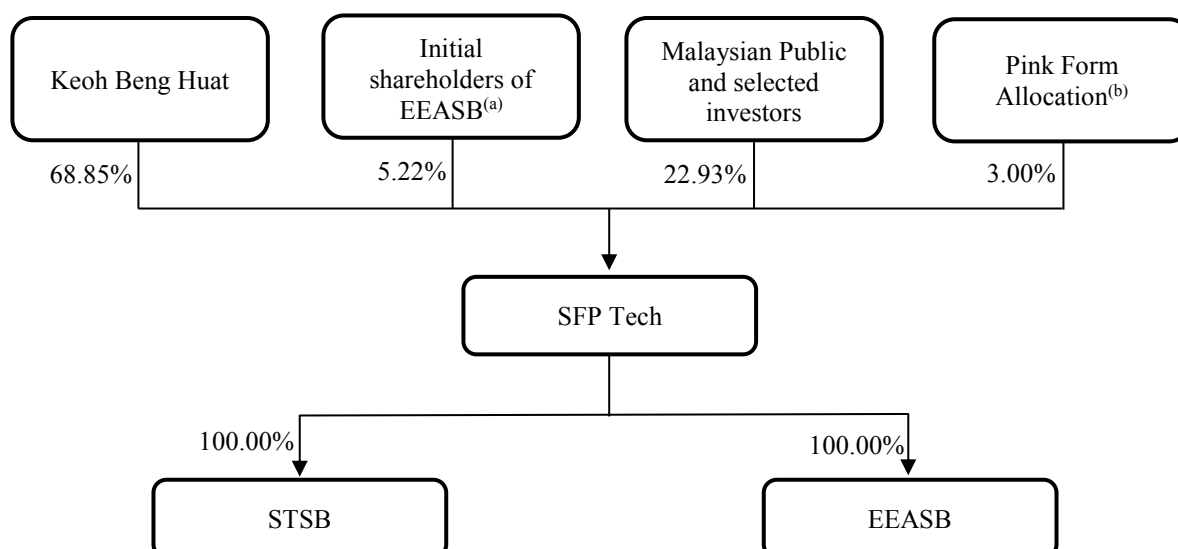 Keoh Beng Huat
Initial
shareholders of
EEASB(a)
Malaysian Public
and selected
investors
Pink Form
Allocation(b)
68.85%
5.22%
22.93%
3.00%
SFP Tech
100.00%
100.00%
STSB
EEASB